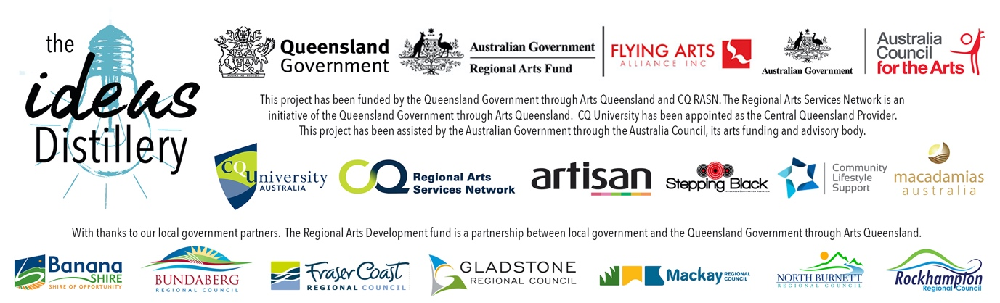 the
ideas
Distillery
Queensland
Government
Australian Government
Regional Arts Fund
FLYING ARTS
ALLIANCE INC
Australian Government
Australia
Council
for the Arts
This project has been funded by the Queensland Government through Arts Queensland and CQ RASN. The Regional Arts Services Network is an
initiative of the Queensland Government through Arts Queensland. CQ University has been appointed as the Central Queensland Provider.
This project has been assisted by the Australian Government through the Australia Council, its arts funding and advisory body.
CQUniversity
AUSTRALIA
CQ
Regional Arts
Services Network
artisan
Stepping Black
Community
Lifestyle
Support
macadamias
australia
With thanks to our local government partners. The Regional Arts Development fund is a partnership between local government and the Queensland Government through Arts Queensland.
Banana
SHIRE
SHIRE OF OPPORTUNITY
BUNDABERG
REGIONAL COUNCIL
Fraser Coast
REGIONAL COUNCIL
GLADSTONE
REGIONAL COUNCIL
Mackay REGIONAL
COUNCIL
NORTH BURNETT
REGIONAL COUNCIL
Rockhampton
Regional Council